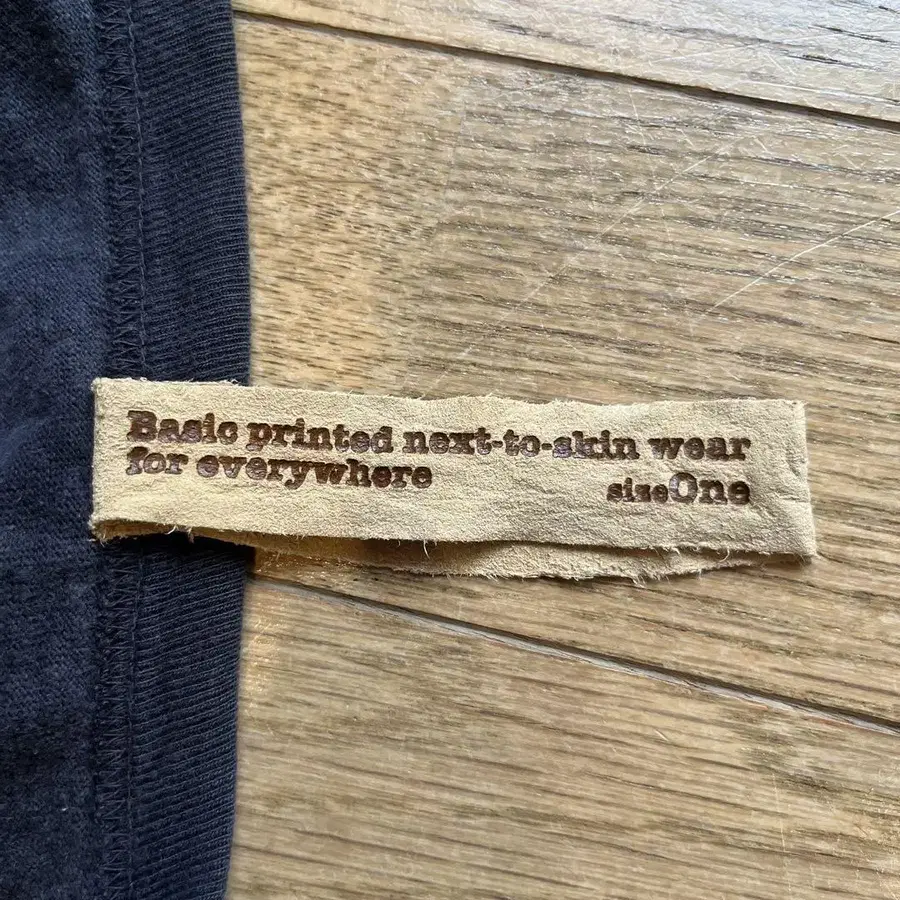 Basic printed next-to-skin wear
for everywhere
sizeOne